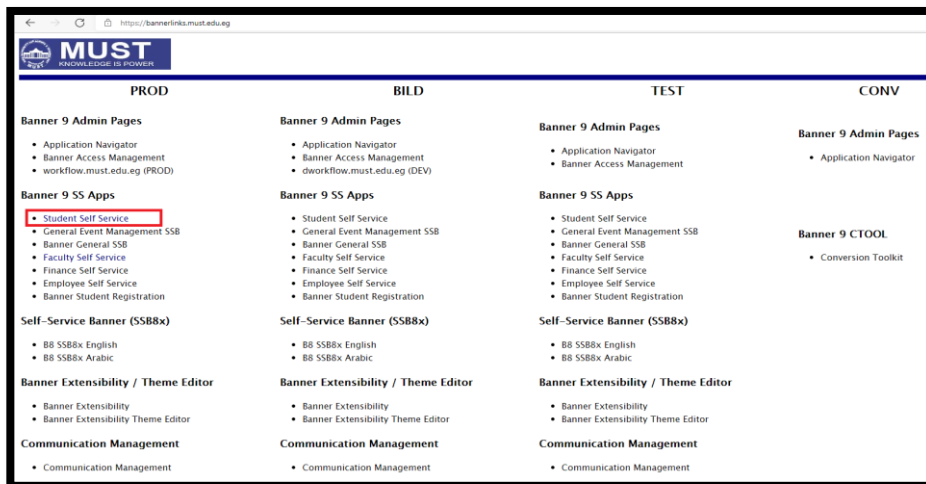 https://bannerlinks.must.edu.eg
MUST
KNOWLEDGE IS POWER
PROD
Banner 9 Admin Pages
• Application Navigator
• Banner Access Management
• workflow.must.edu.eg (PROD)
Banner 9 SS Apps
• Student Self Service
• General Event Management SSB
• Banner General SSB
• Faculty Self Service
• Finance Self Service
• Employee Self Service
• Banner Student Registration
Self-Service Banner (SSB8x)
• B8 SSB8x English
• B8 SSB8x Arabic
Banner Extensibility / Theme Editor
• Banner Extensibility
• Banner Extensibility Theme Editor
Communication Management
• Communication Management
BILD
Banner 9 Admin Pages
• Application Navigator
• Banner Access Management
• dworkflow.must.edu.eg (DEV)
Banner 9 SS Apps
• Student Self Service
• General Event Management SSB
• Banner General SSB
• Faculty Self Service
• Finance Self Service
• Employee Self Service
• Banner Student Registration
Self-Service Banner (SSB8x)
• B8 SSB8x English
• B8 SSB8x Arabic
Banner Extensibility / Theme Editor
• Banner Extensibility
• Banner Extensibility Theme Editor
Communication Management
• Communication Management
TEST
Banner 9 Admin Pages
• Application Navigator
• Banner Access Management
Banner 9 SS Apps
• Student Self Service
• General Event Management SSB
• Banner General SSB
• Faculty Self Service
• Finance Self Service
• Employee Self Service
• Banner Student Registration
Self-Service Banner (SSB8x)
• B8 SSB8x English
• B8 SSB8x Arabic
Banner Extensibility / Theme Editor
• Banner Extensibility
• Banner Extensibility Theme Editor
Communication Management
• Communication Management
CONV
Banner 9 Admin Pages
• Application Navigator
Banner 9 CTOOL
• Conversion Toolkit